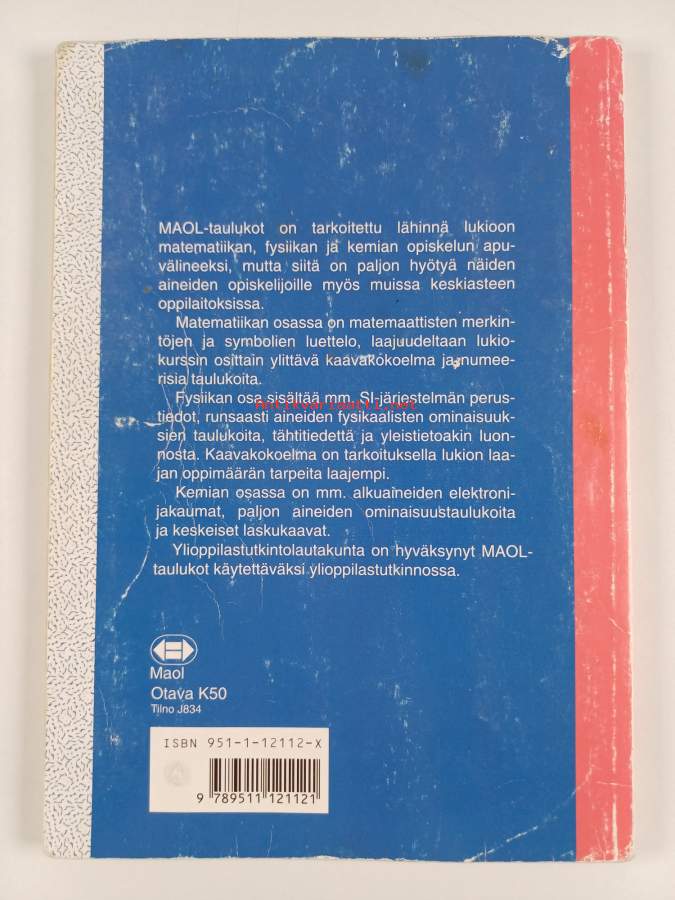 MAOL-taulukot on tarkoitettu lähinnä lukioon
matematiikan, fysiikan ja kemian opiskelun apu-
välineeksi, mutta siitä on paljon hyötyä näiden
aineiden opiskelijoille myös muissa keskiasteen
oppilaitoksissa.
Matematiikan osassa on matemaattisten merkin-
töjen ja symbolien luettelo, laajuudeltaan lukio-
kurssin osittain ylittävä kaavakokoelma ja numee-
risia taulukoita.
Fysiikan osa sisältää mm. SI-järjestelmän perus-
tiedot, runsaasti aineiden fysikaalisten ominaisuuk-
sien taulukoita, tähtitiedettä ja yleistietoakin luon-
nosta. Kaavakokoelma on tarkoituksella lukion laa-
jan oppimäärän tarpeita laajempi.
Kemian osassa on mm. alkuaineiden elektroni-
jakaumat, paljon aineiden ominaisuustaulukoita
ja keskeiset laskukaavat.
Ylioppilastutkintolautakunta on hyväksynyt MAOL-
taulukot käytettäväksi ylioppilastutkinnossa.
Antikvariaatti.net
Maol
Otava K50
Tilno J834
ISBN 951-1-12112-X
9 789511 121121